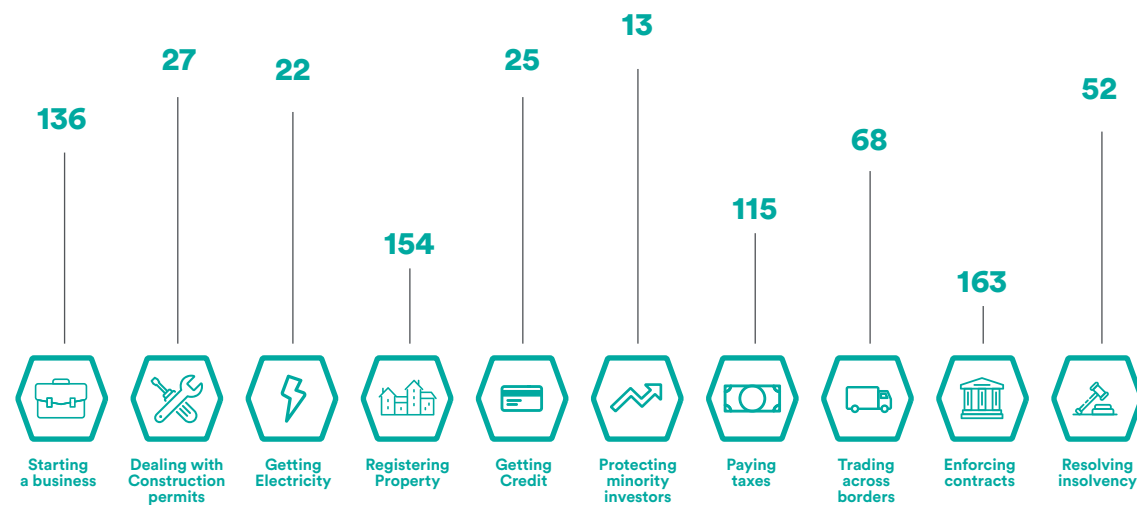 136
27
22
154
25
13
115
68
163
52
Starting
a business
Dealing with
Construction
permits
Getting
Electricity
Registering
Property
Getting
Credit
Protecting
minority
investors
Paying
taxes
Trading
across
borders
Enforcing
contracts
Resolving
insolvency